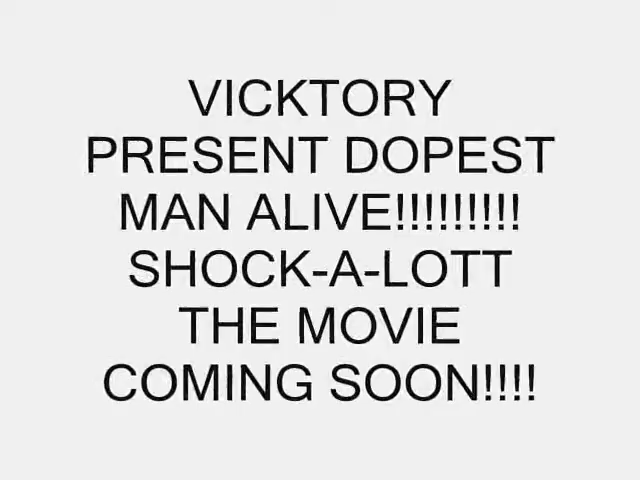 VICKTORY
PRESENT DOPEST
MAN ALIVE!!!!!!!!!
SHOCK-A-LOTT
THE MOVIE
COMING SOON!!!!